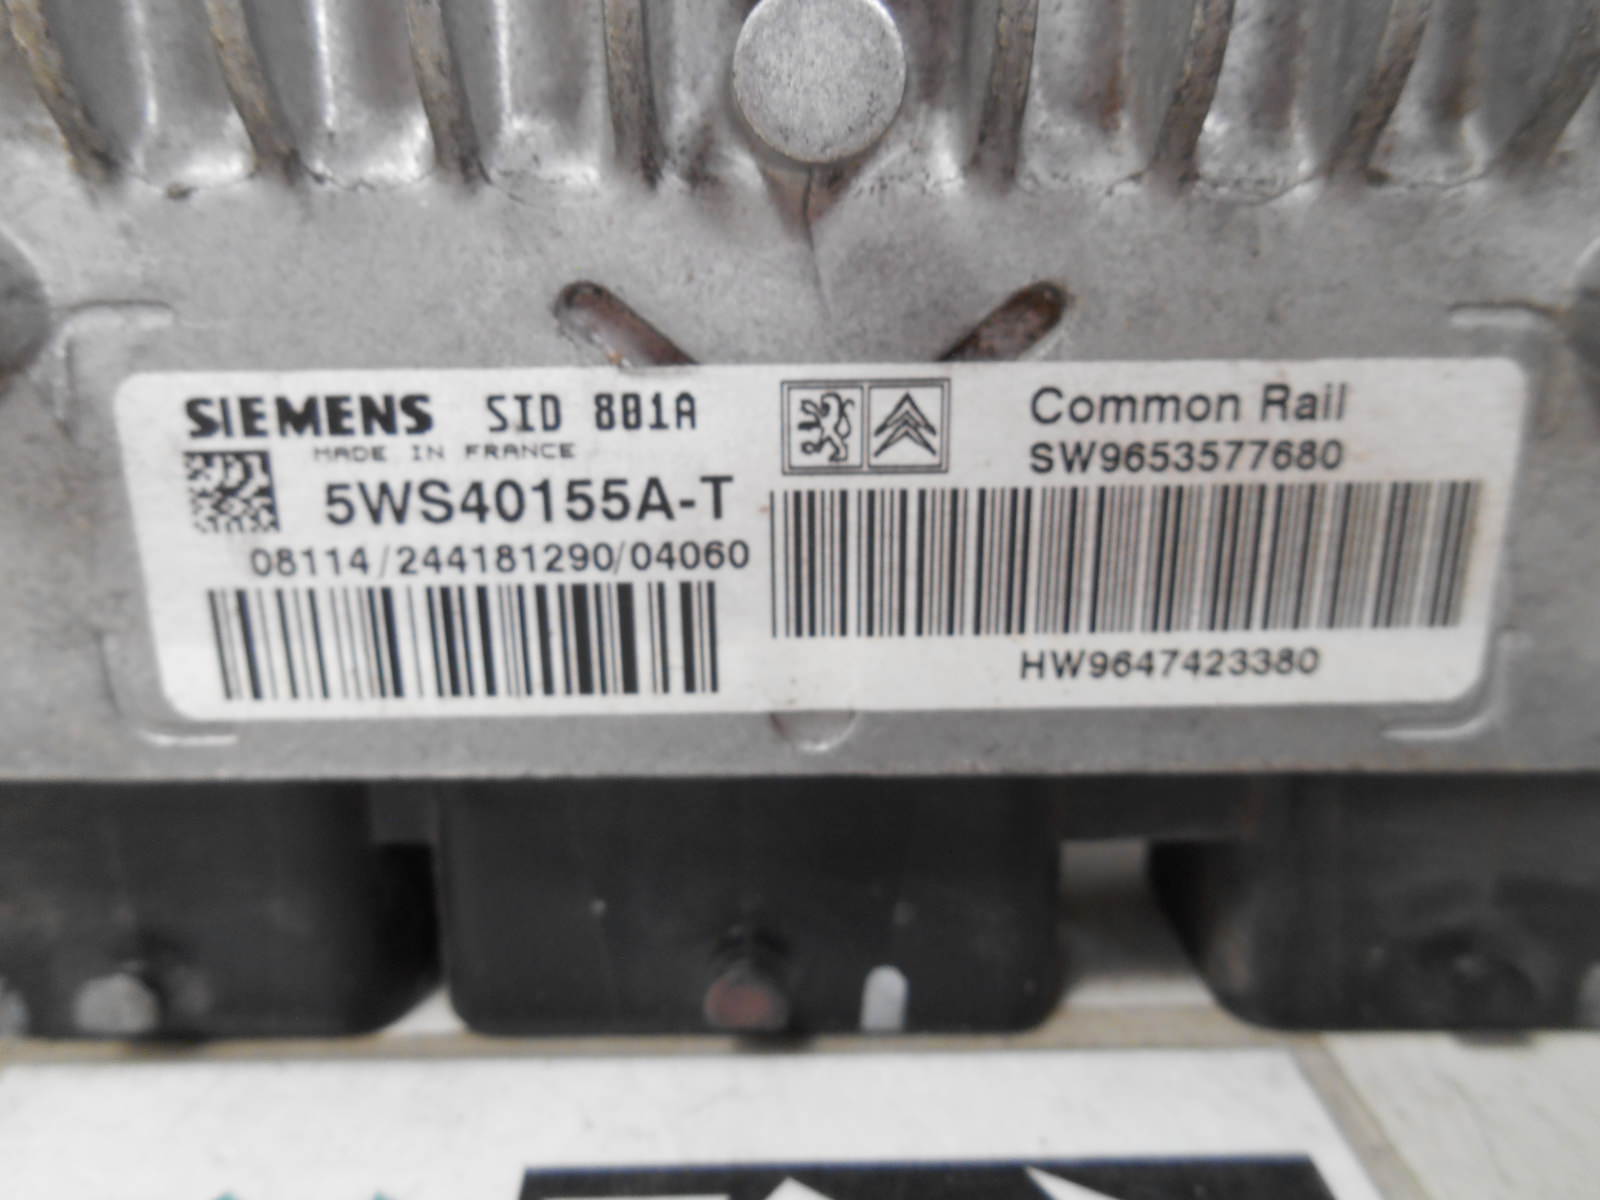 SIEMENS SID 801A
MADE IN FRANCE
5WS40155A-T
08114/244181290/04060
Common Rail
SW9653577680
HW9647423380